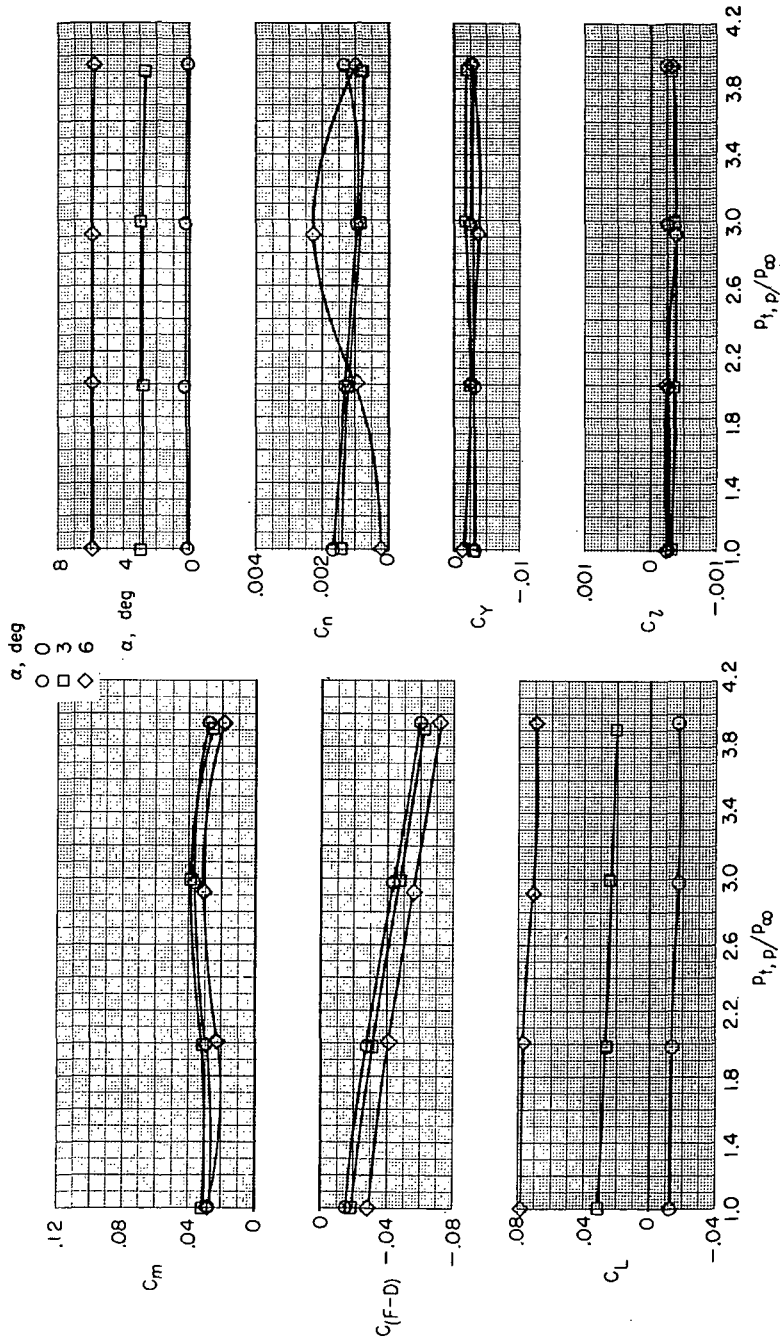 α, deg
○ 0
□ 3
◇ 6
.12
.08
.04
0
Cm
0
-.04
-.08
C(F-D)
.08
.04
0
-.04
CL
1.0 1.4 1.8 2.2 2.6 3.0 3.4 3.8 4.2
pt,p/p∞
8
4
0
α, deg
.004
.002
0
Cn
0
-.01
CY
.001
0
-.001
Cl
1.0 1.4 1.8 2.2 2.6 3.0 3.4 3.8 4.2
pt,p/p∞